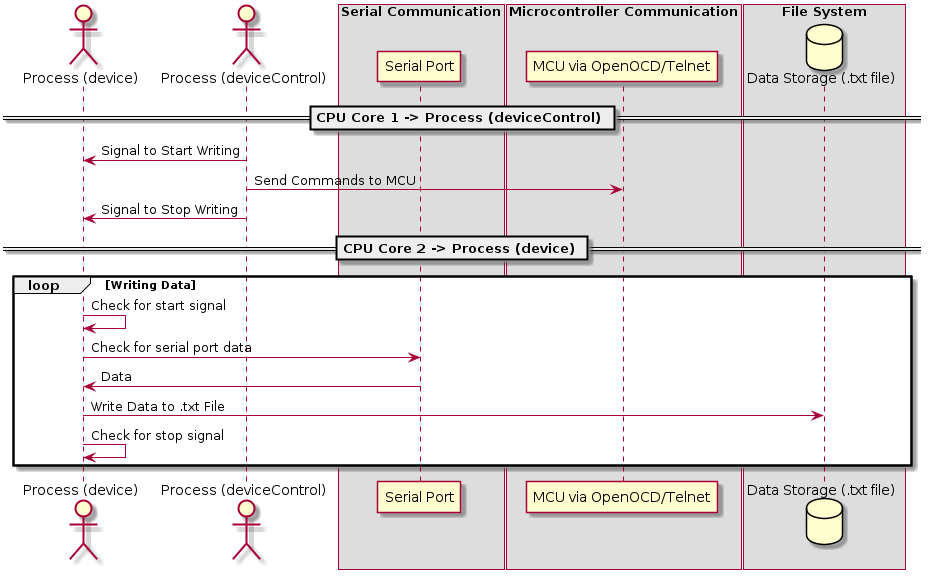 Serial Communication
Microcontroller Communication
File System
Process (device)
Process (deviceControl)
Serial Port
MCU via OpenOCD/Telnet
Data Storage (.txt file)
CPU Core 1 -> Process (deviceControl)
Signal to Start Writing
Send Commands to MCU
Signal to Stop Writing
CPU Core 2 -> Process (device)
loop
[Writing Data]
Check for start signal
Check for serial port data
Data
Write Data to .txt File
Check for stop signal
Process (device)
Process (deviceControl)
Serial Port
MCU via OpenOCD/Telnet
Data Storage (.txt file)